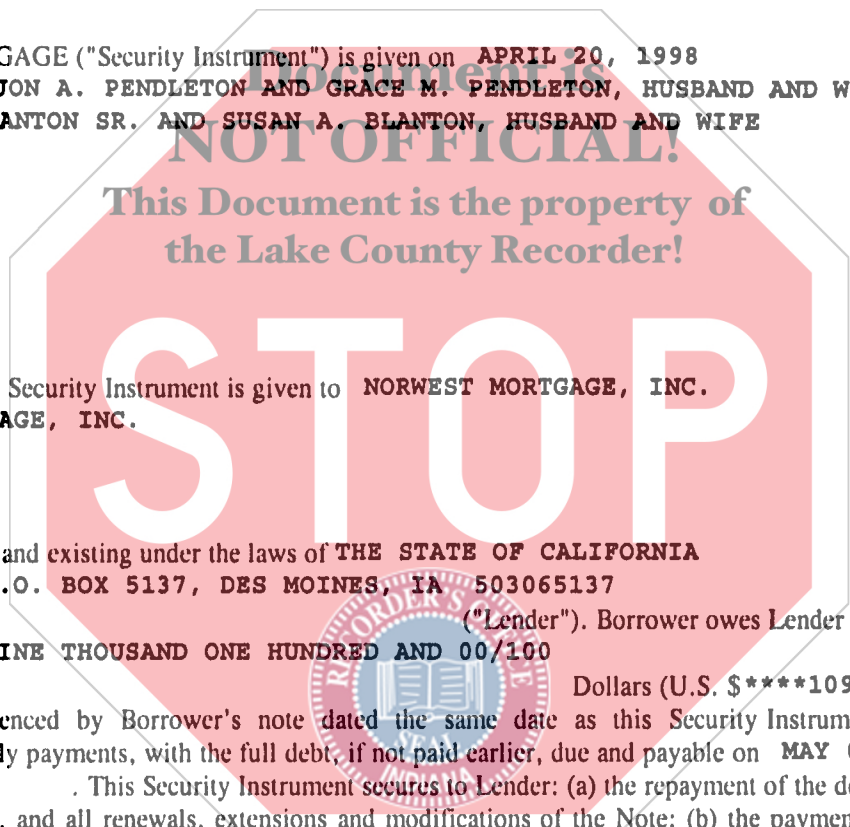 GAGE ("Security Instrument") is given on APRIL 20, 1998
Document is
JON A. PENDLETON AND GRACE M. PENDLETON, HUSBAND AND W
ANTON SR. AND SUSAN A. BLANTON, HUSBAND AND WIFE
NOT OFFICIAL!
This Document is the property of
the Lake County Recorder!
STOP
Security Instrument is given to NORWEST MORTGAGE, INC.
AGE, INC.
and existing under the laws of THE STATE OF CALIFORNIA
.O. BOX 5137, DES MOINES, IA 503065137
("Lender"). Borrower owes Lender
INE THOUSAND ONE HUNDRED AND 00/100
Dollars (U.S. $****109
enced by Borrower's note dated the same date as this Security Instrum
ly payments, with the full debt, if not paid earlier, due and payable on MAY
. This Security Instrument secures to Lender: (a) the repayment of the d
, and all renewals, extensions and modifications of the Note; (b) the paymen
RECORDER'S OFFICE
SEAL
INDIANA